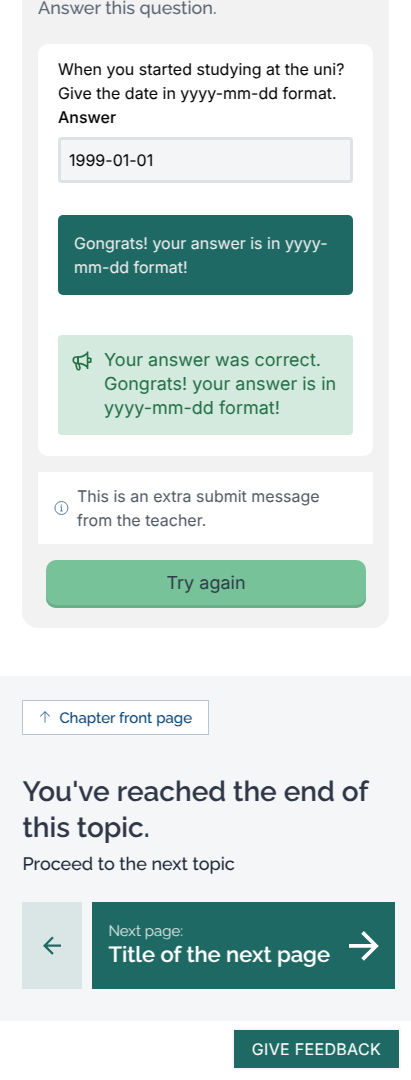 Answer this question.
When you started studying at the uni?
Give the date in yyyy-mm-dd format.
Answer
1999-01-01
Gongrats! your answer is in yyyy-
mm-dd format!
Your answer was correct.
Gongrats! your answer is in
yyyy-mm-dd format!
This is an extra submit message
from the teacher.
Try again
Chapter front page
You've reached the end of
this topic.
Proceed to the next topic
Next page:
Title of the next page
GIVE FEEDBACK